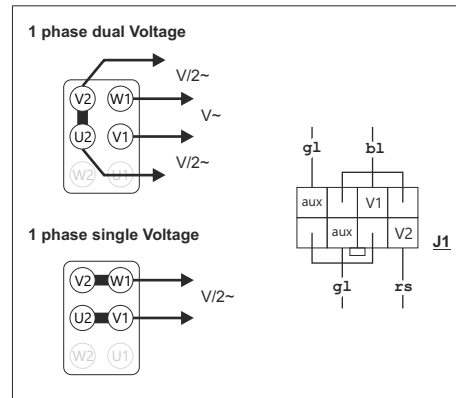 1 phase dual Voltage
V/2~
V2 W1
V~
U2 V1
V/2~
W2 U1
gl bl
aux V1
aux V2
J1
gl rs
1 phase single Voltage
V2 W1
V/2~
U2 V1
W2 U1